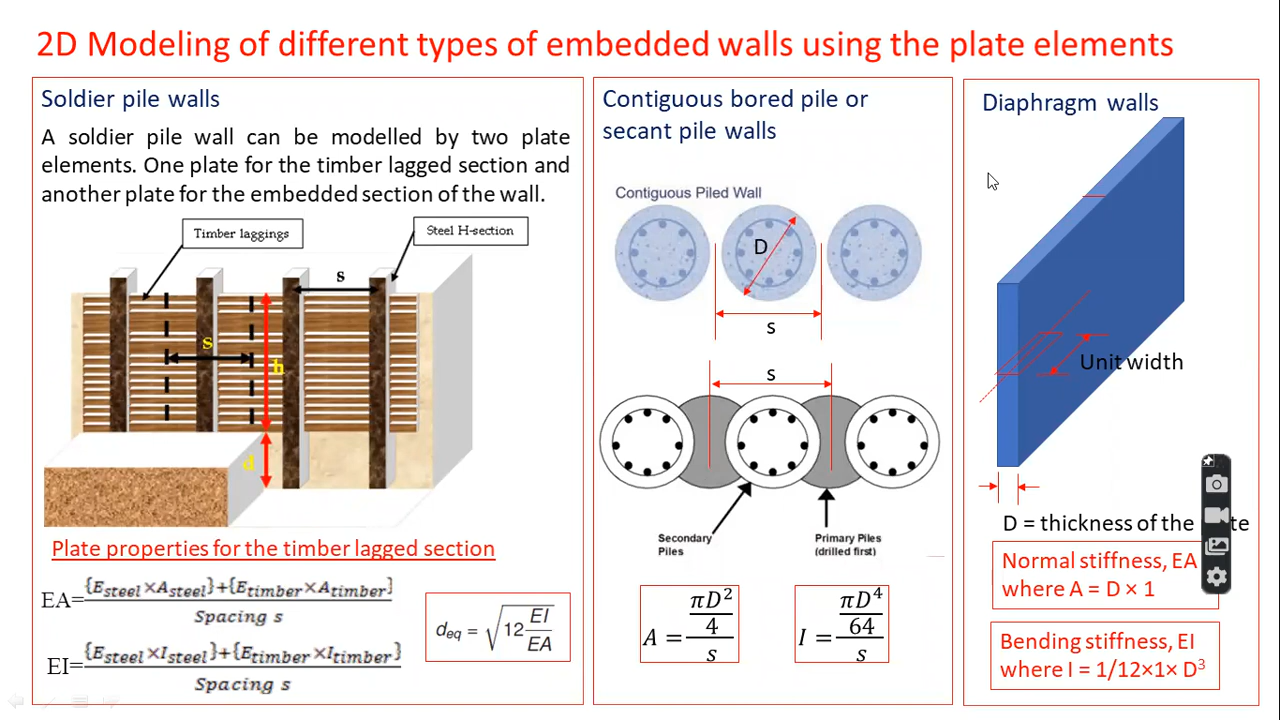 2D Modeling of different types of embedded walls using the plate elements
Soldier pile walls
A soldier pile wall can be modelled by two plate
elements. One plate for the timber lagged section and
another plate for the embedded section of the wall.
Timber laggings
Steel H-section
s
s
h
d
Plate properties for the timber lagged section
EA= {E_steel ×A_steel}+{E_timber ×A_timber} / Spacing s
EI= {E_steel ×I_steel}+{E_timber ×I_timber} / Spacing s
d_eq = √12 EI/EA
Contiguous bored pile or
secant pile walls
Contiguous Piled Wall
D
s
s
Secondary
Piles
Primary Piles
(drilled first)
A = (πD²/4)/s
I = (πD⁴/64)/s
Diaphragm walls
Unit width
D = thickness of the
Normal stiffness, EA
where A = D × 1
Bending stiffness, EI
where I = 1/12×1× D³